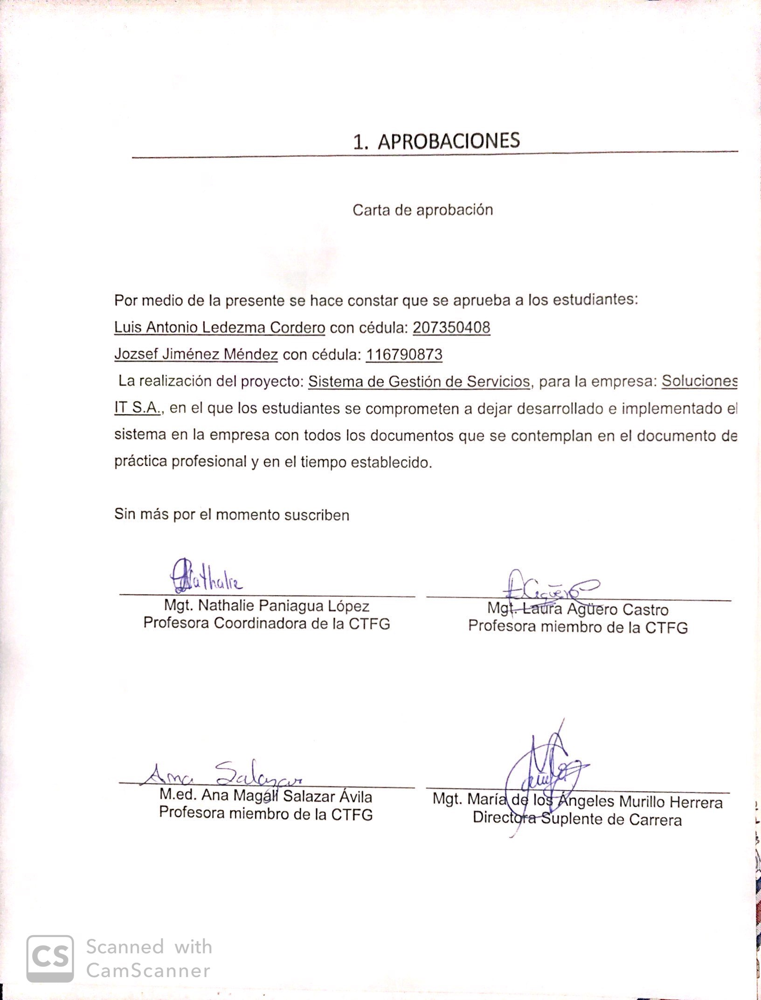 1. APROBACIONES
Carta de aprobación
Por medio de la presente se hace constar que se aprueba a los estudiantes:
Luis Antonio Ledezma Cordero con cédula: 207350408
Jozsef Jiménez Méndez con cédula: 116790873
La realización del proyecto: Sistema de Gestión de Servicios, para la empresa: Soluciones
IT S.A., en el que los estudiantes se comprometen a dejar desarrollado e implementado el
sistema en la empresa con todos los documentos que se contemplan en el documento de
práctica profesional y en el tiempo establecido.
Sin más por el momento suscriben
Nathalie
Mgt. Nathalie Paniagua López
Profesora Coordinadora de la CTFG
Mgt. Laura Agüero Castro
Profesora miembro de la CTFG
Ana Salazar
M.ed. Ana Magáli Salazar Ávila
Profesora miembro de la CTFG
Mgt. María de los Ángeles Murillo Herrera
Directora Suplente de Carrera
CS
Scanned with
CamScanner